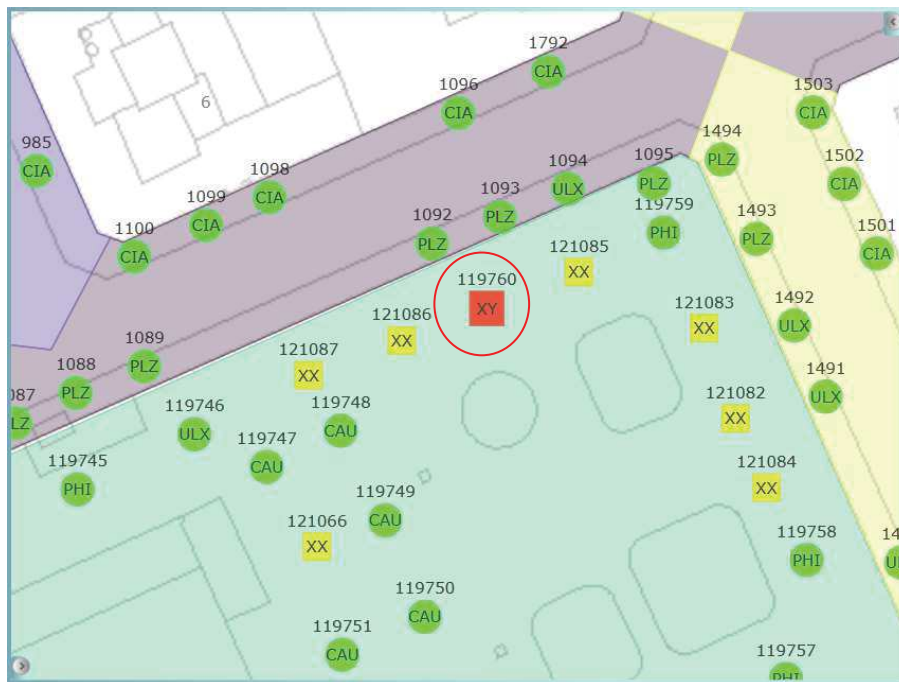 1792
CIA
1096
CIA
6
1503
CIA
985
CIA
1494
PLZ
1502
CIA
1098
CIA
1094
ULX
1095
PLZ
1099
CIA
1093
PLZ
119759
PHI
1493
PLZ
1501
CIA
1100
CIA
1092
PLZ
121085
XX
119760
XY
121083
XX
1492
ULX
121086
XX
1089
PLZ
121087
XX
1088
PLZ
1491
ULX
087
LZ
119746
ULX
119748
CAU
121082
XX
119747
CAU
119745
PHI
121084
XX
119749
CAU
121066
XX
119758
PHI
14
U
119750
CAU
119751
CAU
119757
PHI